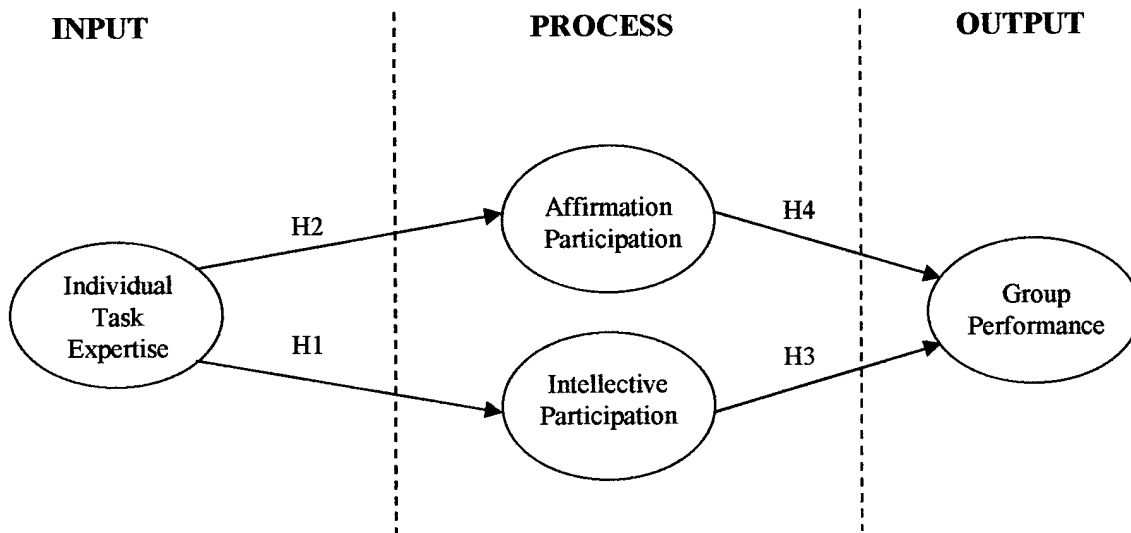 INPUT
PROCESS
OUTPUT
Affirmation
Participation
H4
H2
Individual
Task
Expertise
Group
Performance
H1
H3
Intellective
Participation